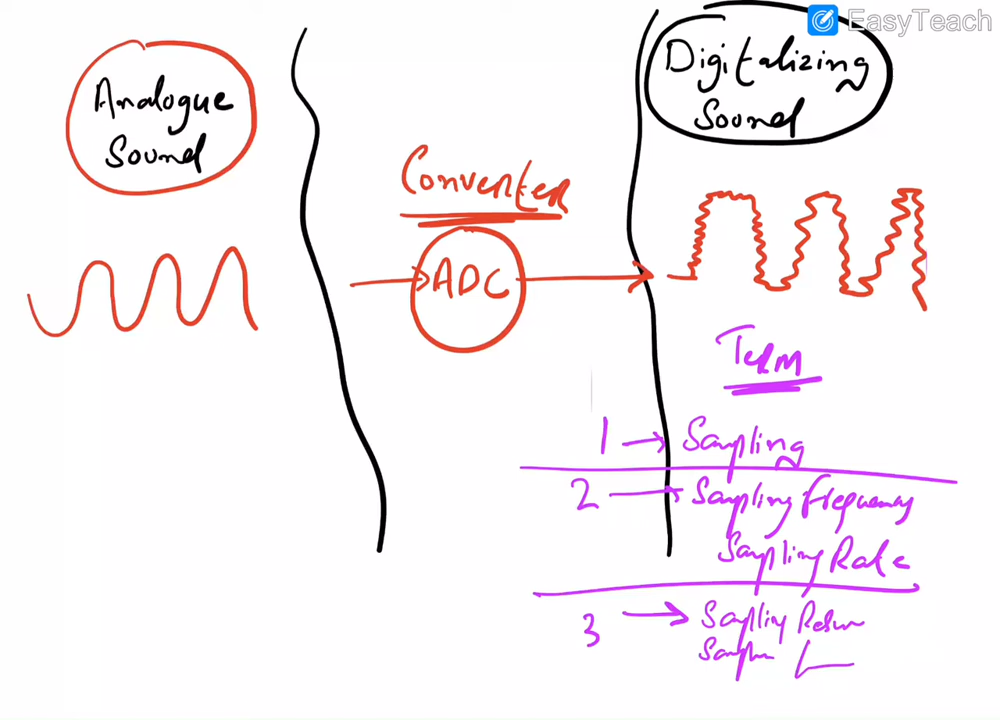 EasyTeach
Analogue
Sound
Converter
ADC
Digitalizing
Sound
Term
1 → Sampling
2 → Sampling Frequency
Sampling Rate
3 → Sampling